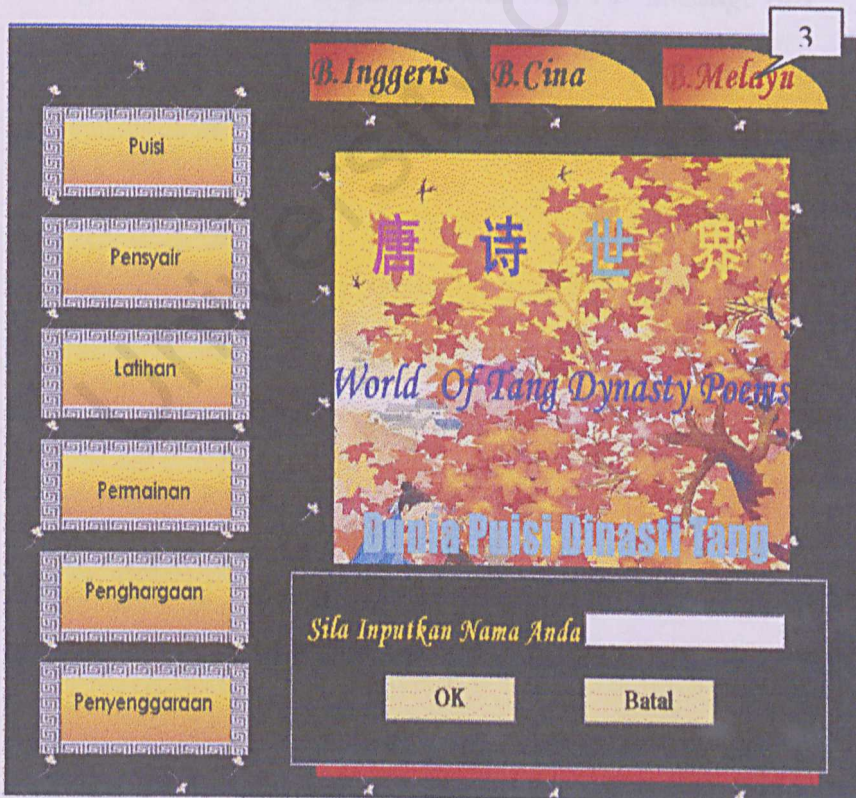 3
B.Inggeris B.Cina B.Melayu
Puisi
Pensyair
Latihan
Permainan
Penghargaan
Penyenggaraan
唐诗世界
World Of Tang Dynasty Poems
Dunia Puisi Dinasti Tang
Sila Inputkan Nama Anda
OK Batal